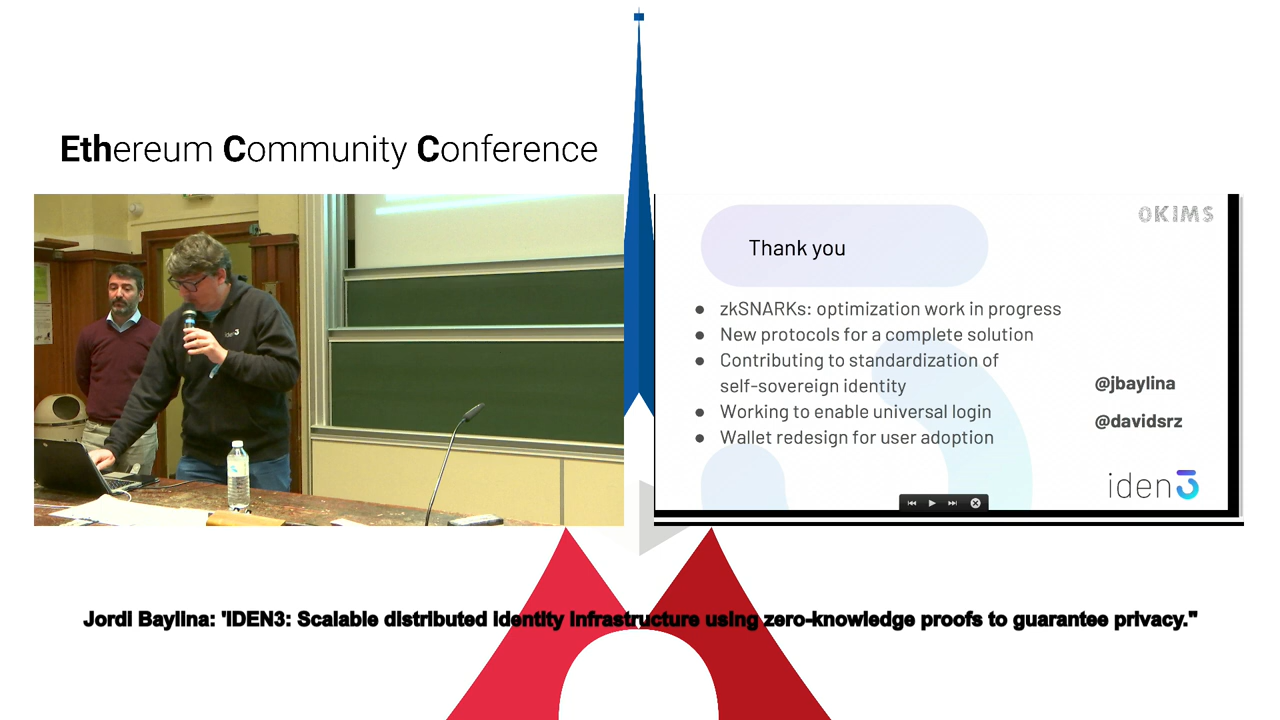 Ethereum Community Conference
iden3
OKIMS
Thank you
● zkSNARKs: optimization work in progress
● New protocols for a complete solution
● Contributing to standardization of
self-sovereign identity
● Working to enable universal login
● Wallet redesign for user adoption
@jbaylina
@davidsrz
iden3
Jordi Baylina: "IDEN3: Scalable distributed identity infrastructure using zero-knowledge proofs to guarantee privacy."